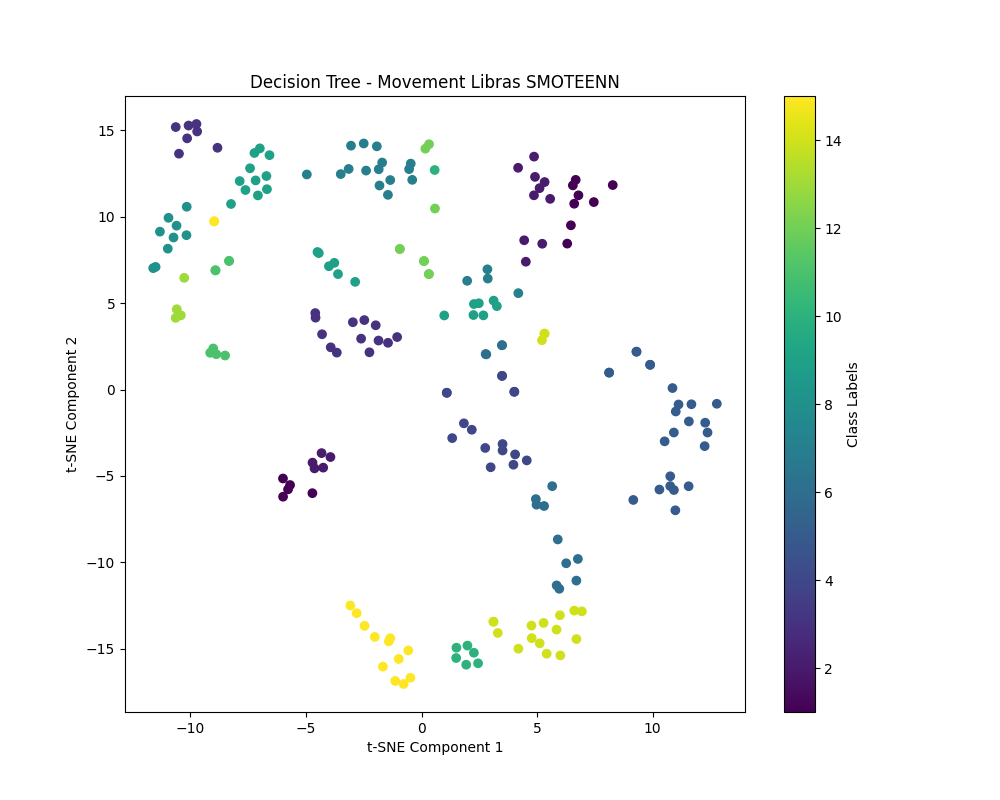 Decision Tree - Movement Libras SMOTEENN
15
10
5
0
−5
−10
−15
t-SNE Component 2
−10 −5 0 5 10
t-SNE Component 1
14
12
10
8
6
4
2
Class Labels